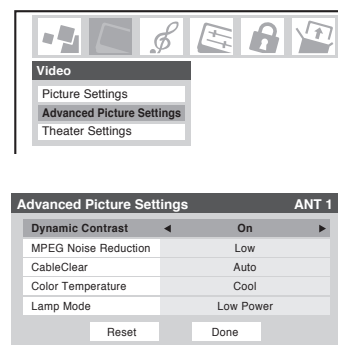 Video
Picture Settings
Advanced Picture Settings
Theater Settings
Advanced Picture Settings ANT 1
Dynamic Contrast ◀ On ▶
MPEG Noise Reduction Low
CableClear Auto
Color Temperature Cool
Lamp Mode Low Power
Reset Done